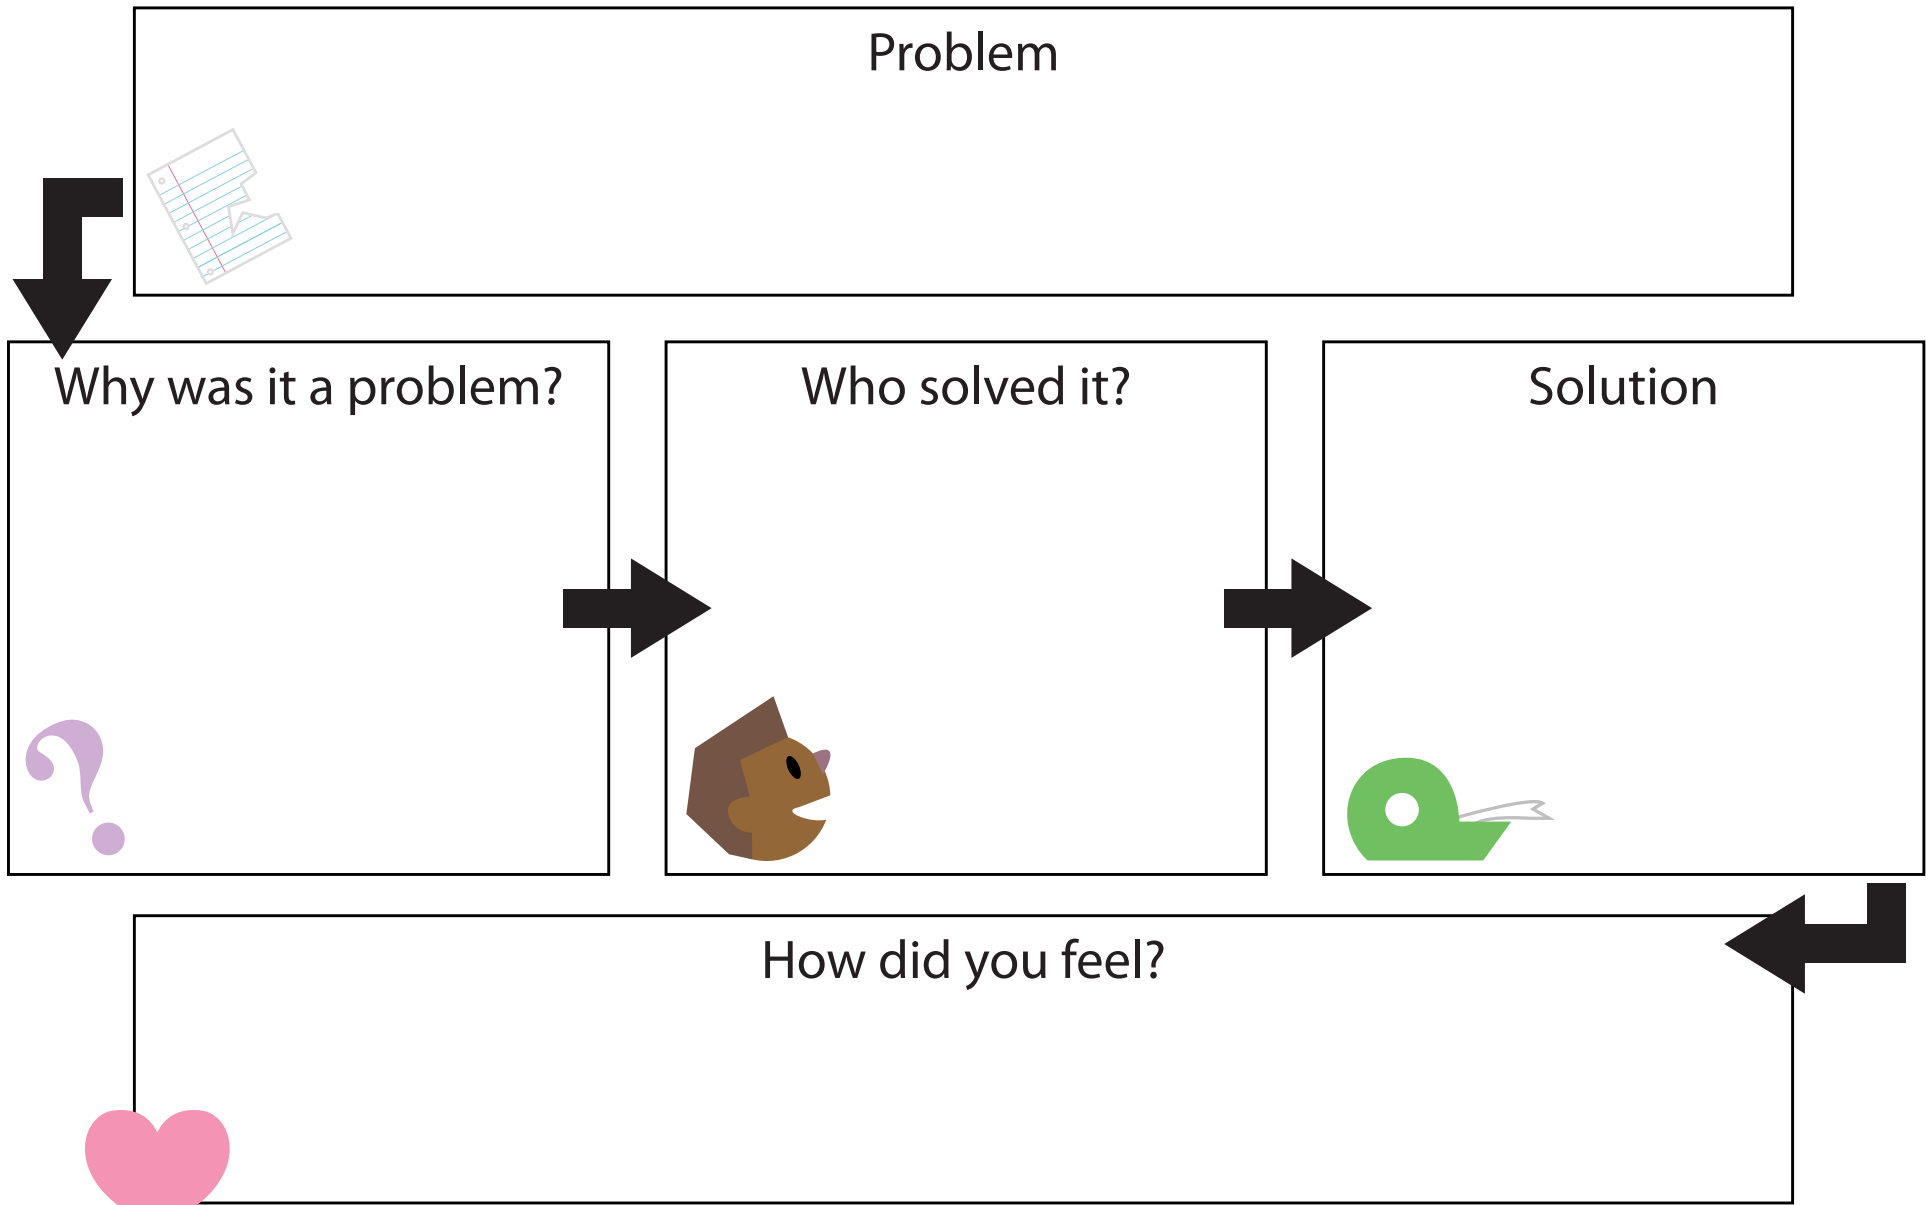 Problem
Why was it a problem?
Who solved it?
Solution
How did you feel?